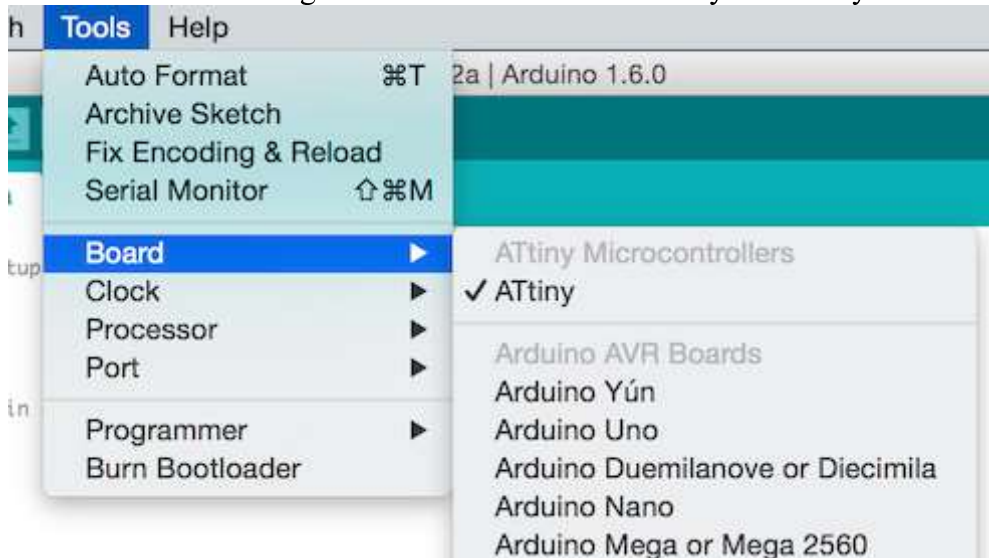 h Tools Help
Auto Format ⌘T
2a | Arduino 1.6.0
Archive Sketch
Fix Encoding & Reload
Serial Monitor ⇧⌘M
Board ▶
tup
Clock ▶
Processor ▶
Port ▶
in
Programmer ▶
Burn Bootloader
ATtiny Microcontrollers
✓ ATtiny
Arduino AVR Boards
Arduino Yún
Arduino Uno
Arduino Duemilanove or Diecimila
Arduino Nano
Arduino Mega or Mega 2560